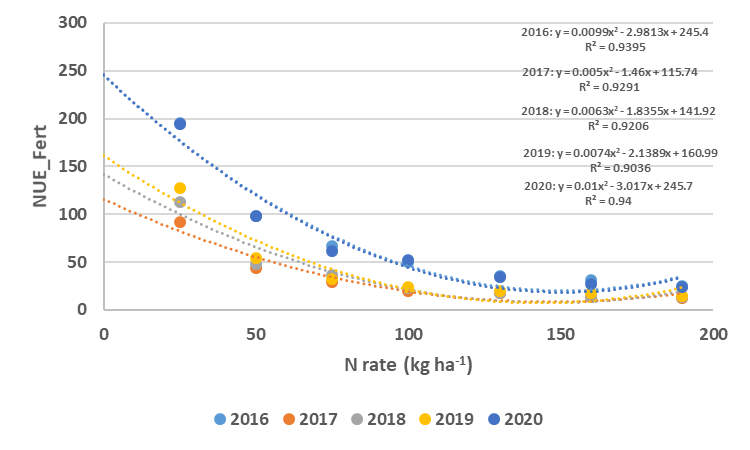 300
250
200
150
100
50
0
NUE_Fert
2016: y = 0.0099x² - 2.9813x + 245.4
R² = 0.9395
2017: y = 0.005x² - 1.46x + 115.74
R² = 0.9291
2018: y = 0.0063x² - 1.8355x + 141.92
R² = 0.9206
2019: y = 0.0074x² - 2.1389x + 160.99
R² = 0.9036
2020: y = 0.01x² - 3.017x + 245.7
R² = 0.94
0 50 100 150 200
N rate (kg ha⁻¹)
2016 2017 2018 2019 2020